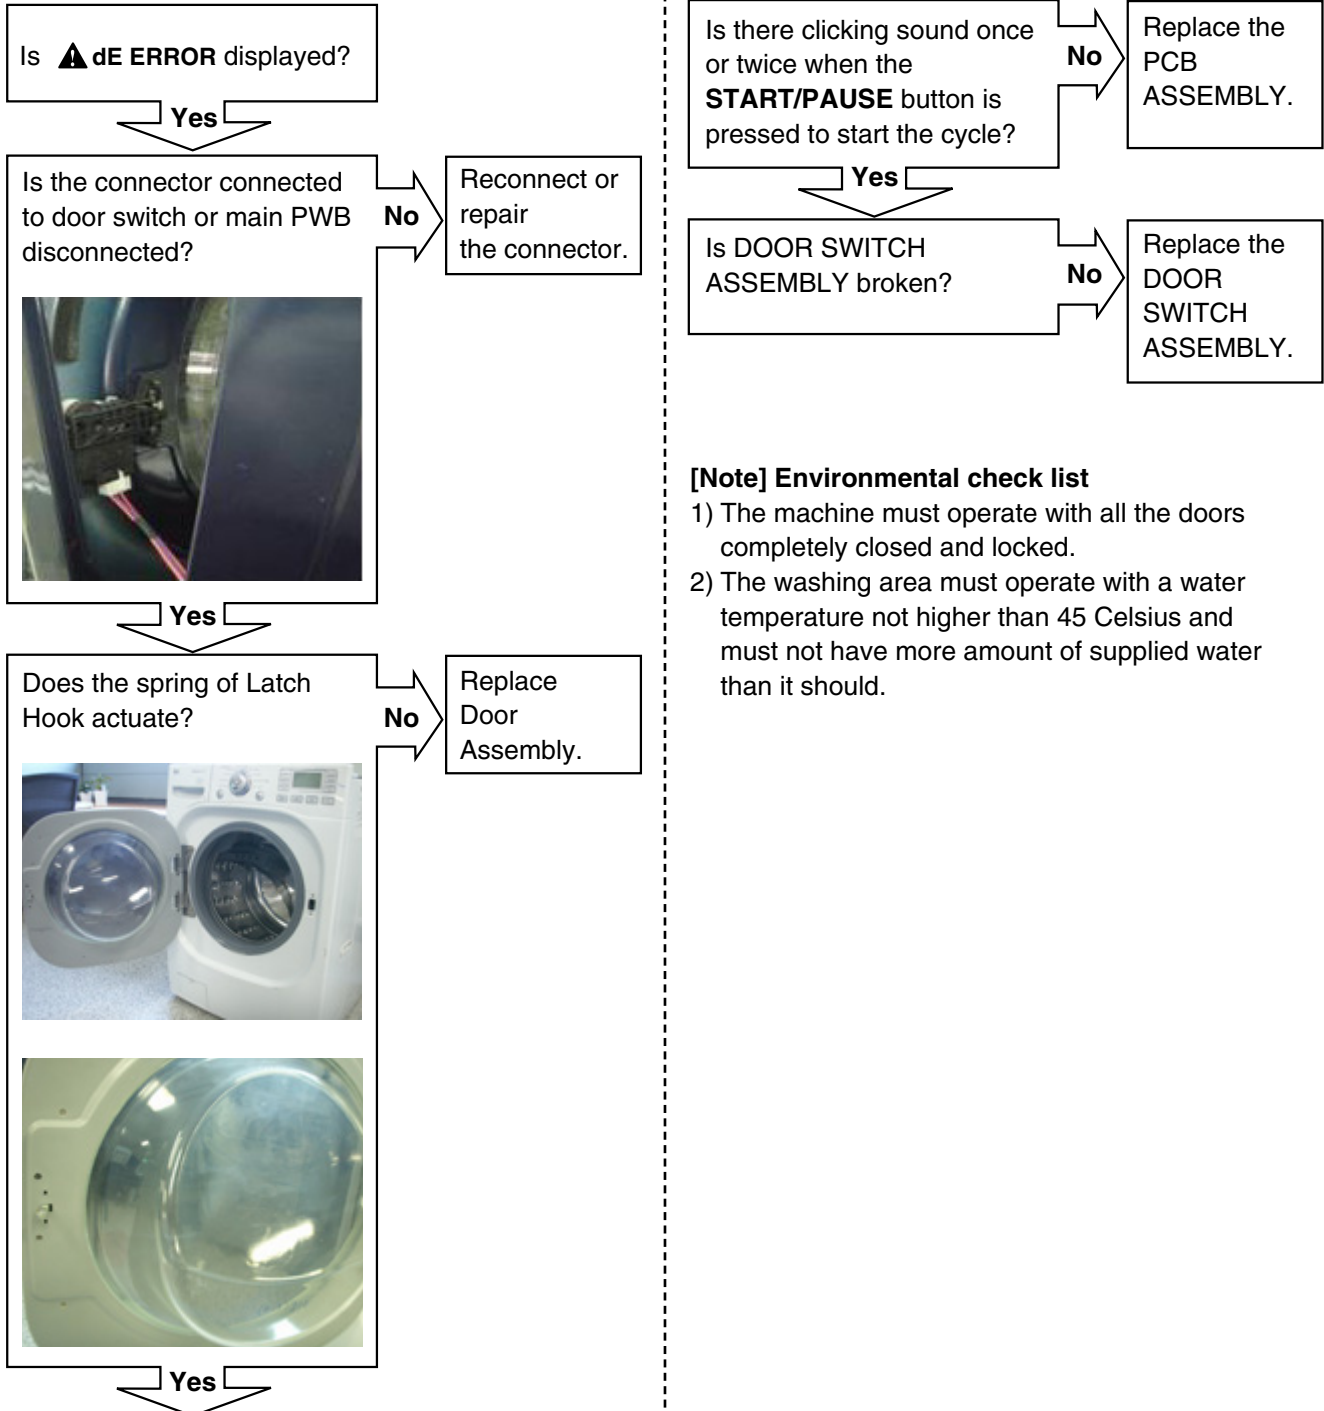 Is ⚠ dE ERROR displayed?
Yes
Is the connector connected
to door switch or main PWB
disconnected?
No
Reconnect or
repair
the connector.
Yes
Does the spring of Latch
Hook actuate?
No
Replace
Door
Assembly.
Yes
Is there clicking sound once
or twice when the
START/PAUSE button is
pressed to start the cycle?
No
Replace the
PCB
ASSEMBLY.
Yes
Is DOOR SWITCH
ASSEMBLY broken?
No
Replace the
DOOR
SWITCH
ASSEMBLY.
[Note] Environmental check list
1) The machine must operate with all the doors
completely closed and locked.
2) The washing area must operate with a water
temperature not higher than 45 Celsius and
must not have more amount of supplied water
than it should.